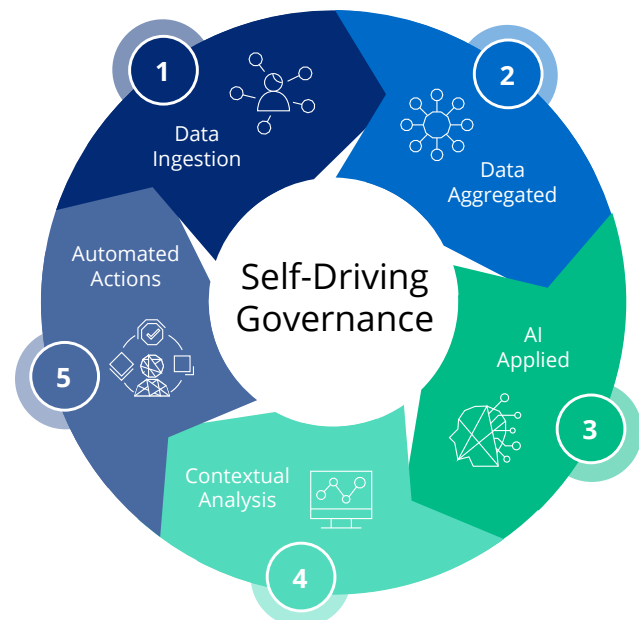 1
Data
Ingestion
2
Data
Aggregated
Self-Driving
Governance
AI
Applied
3
Contextual
Analysis
4
Automated
Actions
5